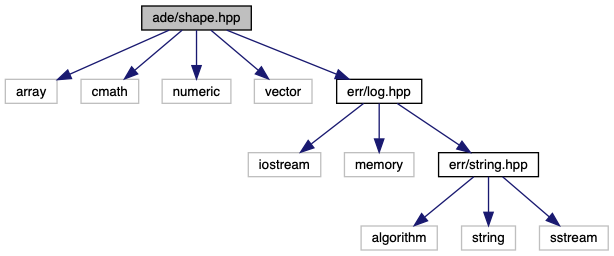 ade/shape.hpp
array
cmath
numeric
vector
err/log.hpp
iostream
memory
err/string.hpp
algorithm
string
sstream